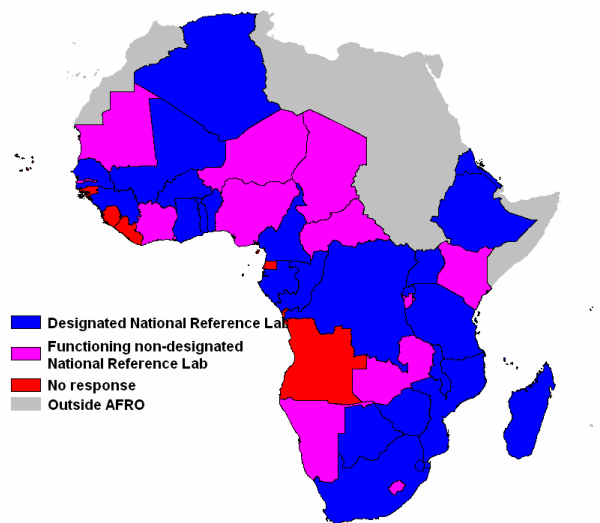 Designated National Reference Lab
Functioning non-designated
National Reference Lab
No response
Outside AFRO